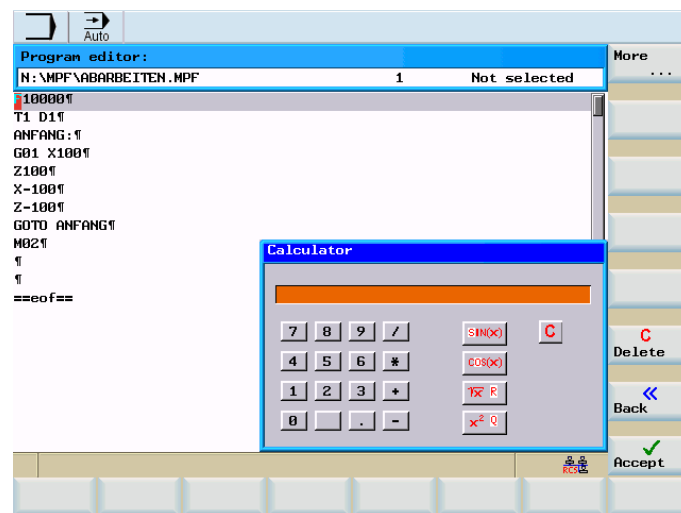 Auto
Program editor:
N:\MPF\ABARBEITEN.MPF 1 Not selected
More
...
10000¶
T1 D1¶
ANFANG:¶
G01 X100¶
Z100¶
X-100¶
Z-100¶
GOTO ANFANG¶
M02¶
¶
¶
==eof==
Calculator
7 8 9 / SIN(x) C
4 5 6 * COS(x)
1 2 3 + √x R
0 . - x² Q
C
Delete
«
Back
Accept
RCS